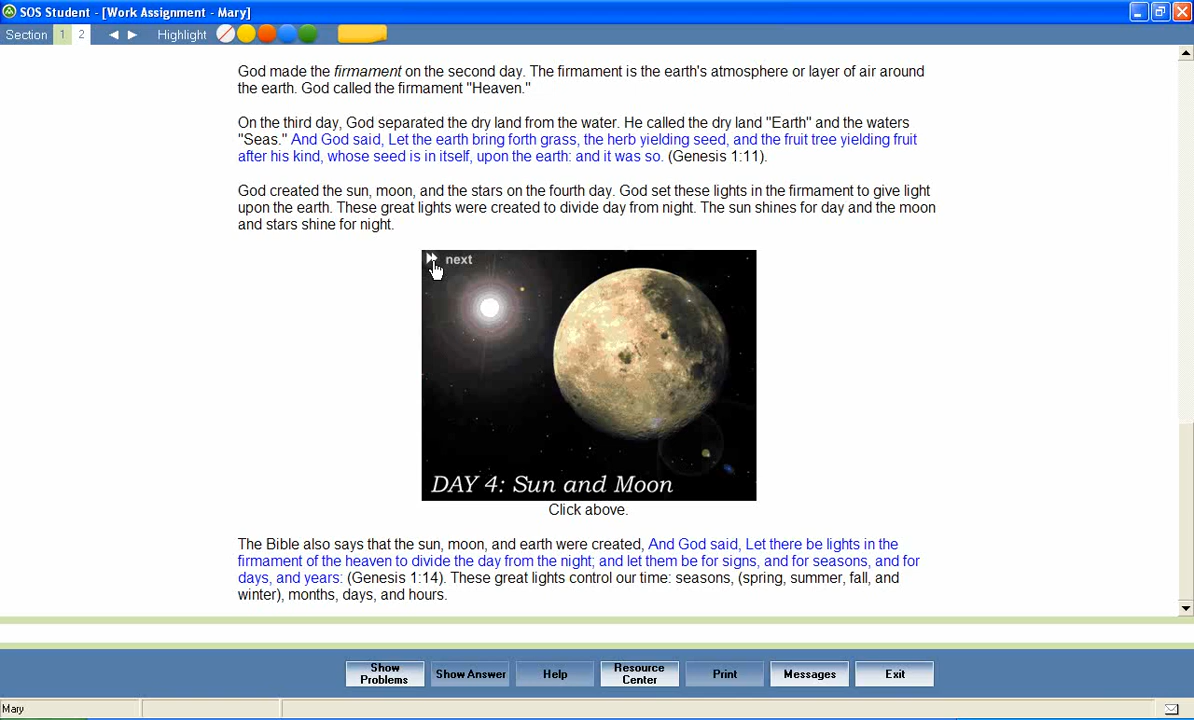 SOS Student - [Work Assignment - Mary]
Section 1 2 Highlight
God made the firmament on the second day. The firmament is the earth's atmosphere or layer of air around
the earth. God called the firmament "Heaven."
On the third day, God separated the dry land from the water. He called the dry land "Earth" and the waters
"Seas." And God said, Let the earth bring forth grass, the herb yielding seed, and the fruit tree yielding fruit
after his kind, whose seed is in itself, upon the earth: and it was so. (Genesis 1:11).
God created the sun, moon, and the stars on the fourth day. God set these lights in the firmament to give light
upon the earth. These great lights were created to divide day from night. The sun shines for day and the moon
and stars shine for night.
next
DAY 4: Sun and Moon
Click above.
The Bible also says that the sun, moon, and earth were created, And God said, Let there be lights in the
firmament of the heaven to divide the day from the night; and let them be for signs, and for seasons, and for
days, and years: (Genesis 1:14). These great lights control our time: seasons, (spring, summer, fall, and
winter), months, days, and hours.
Show Problems
Show Answer
Help
Resource Center
Print
Messages
Exit
Mary